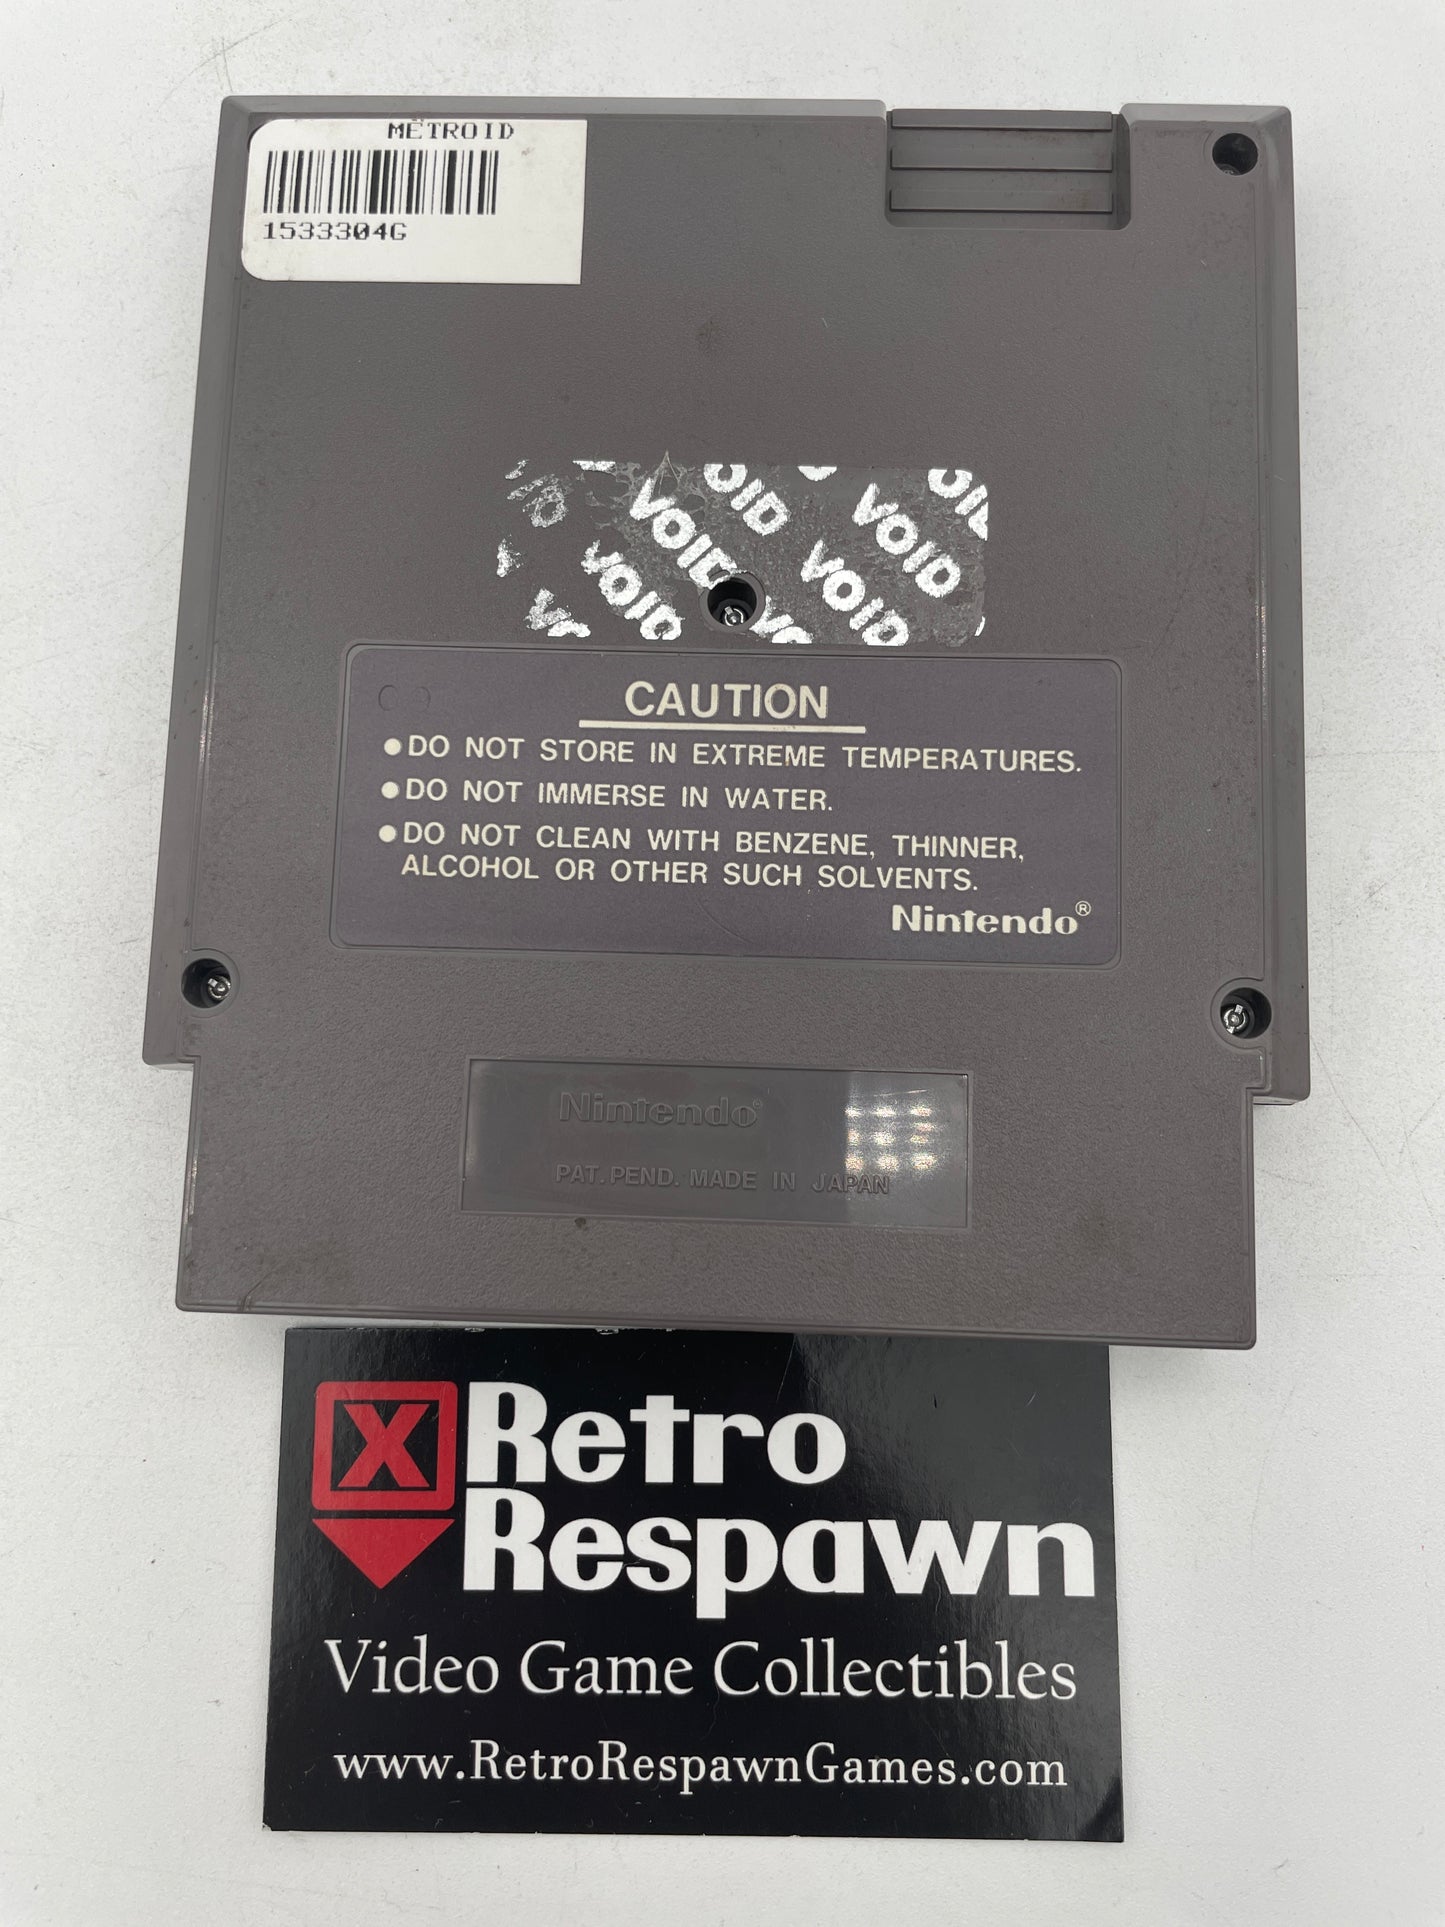 METROID
1533304G
VOID VOID
VOID VOID
VOID VOID
CAUTION
●DO NOT STORE IN EXTREME TEMPERATURES.
●DO NOT IMMERSE IN WATER.
●DO NOT CLEAN WITH BENZENE, THINNER,
ALCOHOL OR OTHER SUCH SOLVENTS.
Nintendo®
Nintendo®
PAT. PEND. MADE IN JAPAN
X
Retro
Respawn
Video Game Collectibles
www.RetroRespawnGames.com